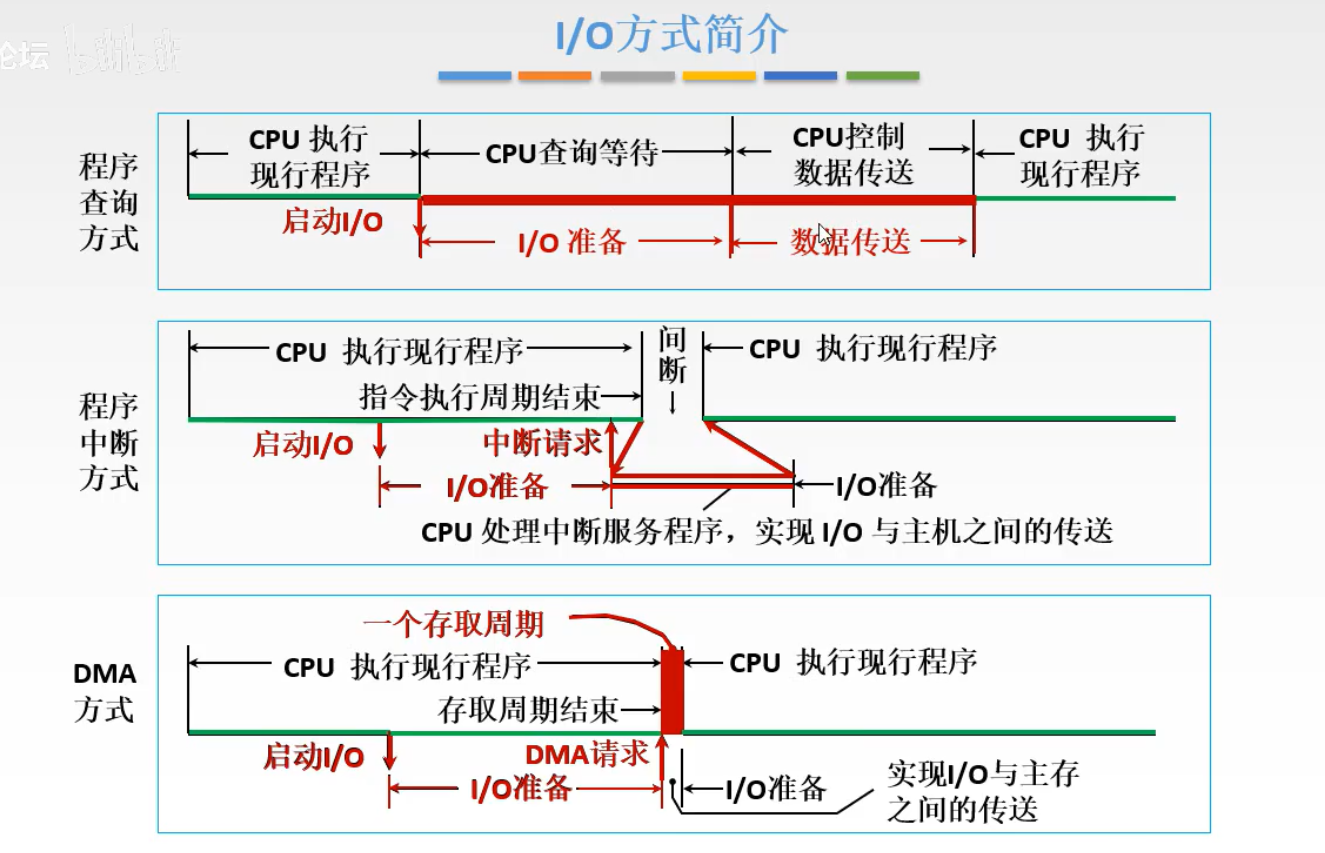 论坛 bilibili
I/O方式简介
程序
查询
方式
CPU 执行
现行程序
CPU查询等待
CPU控制
数据传送
CPU 执行
现行程序
启动I/O
I/O 准备
数据传送
程序
中断
方式
CPU 执行现行程序
间
断
CPU 执行现行程序
指令执行周期结束
启动I/O
中断请求
I/O准备
I/O准备
CPU 处理中断服务程序，实现 I/O 与主机之间的传送
DMA
方式
一个存取周期
CPU 执行现行程序
CPU 执行现行程序
存取周期结束
启动I/O
DMA请求
I/O准备
I/O准备
实现I/O与主存
之间的传送